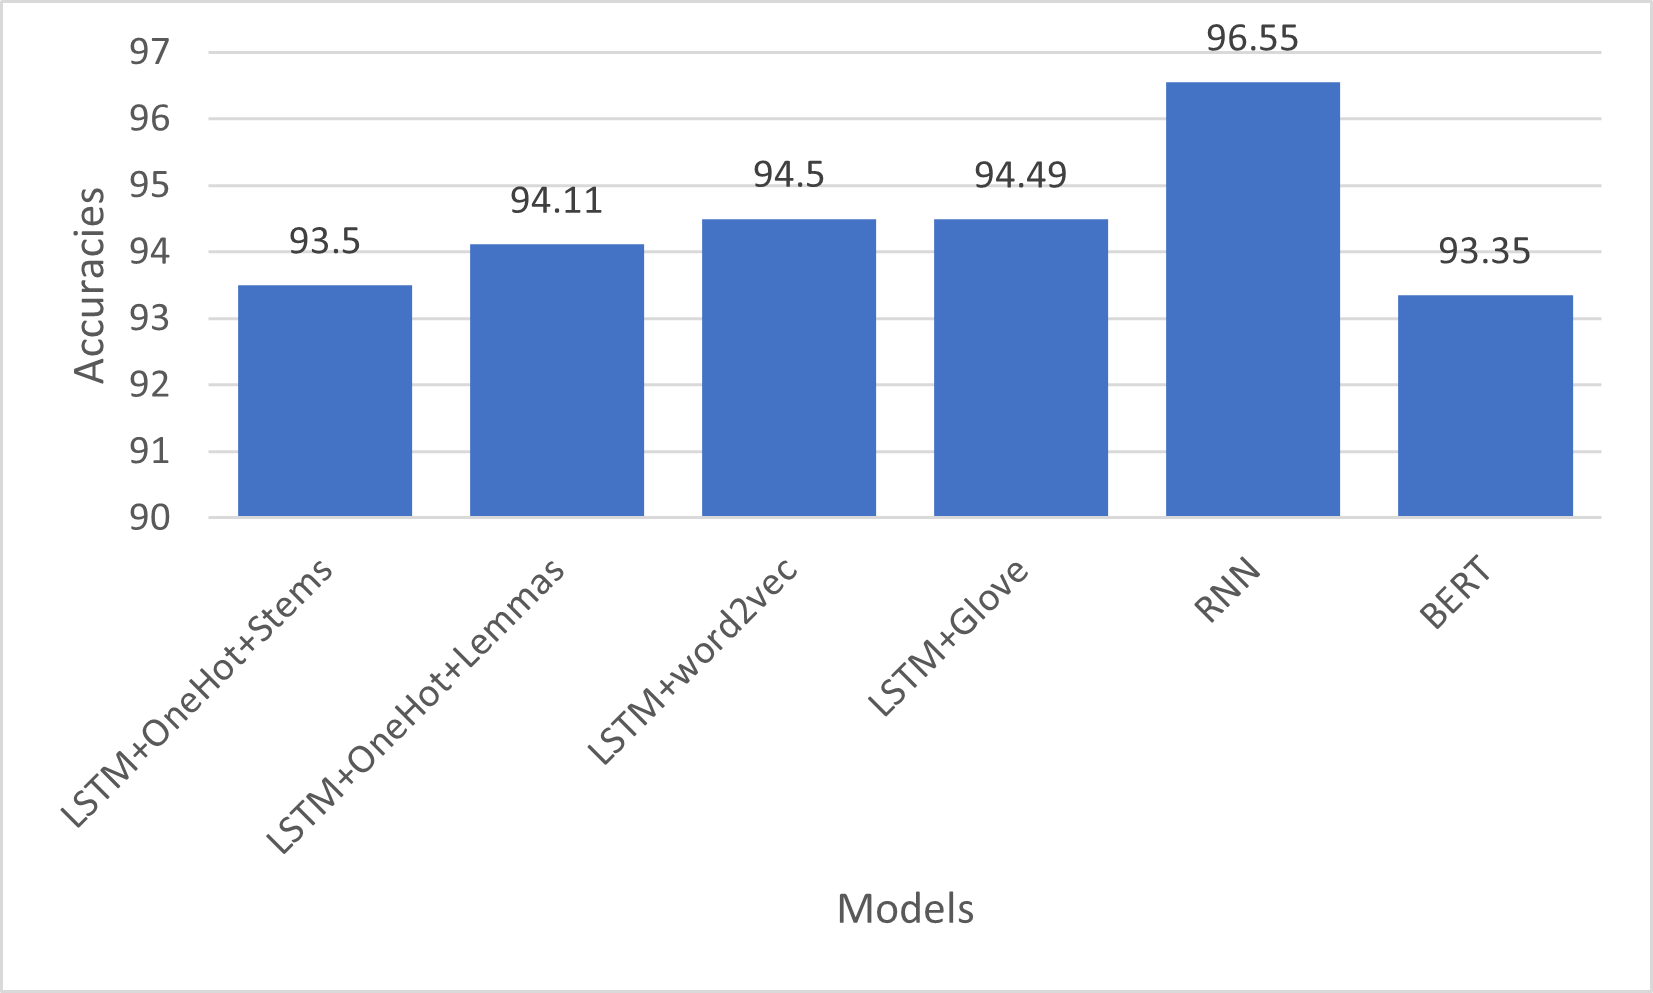 97
96
95
94
93
92
91
90
Accuracies
93.5
94.11
94.5
94.49
96.55
93.35
LSTM+OneHot+Stems
LSTM+OneHot+Lemmas
LSTM+word2vec
LSTM+Glove
RNN
BERT
Models